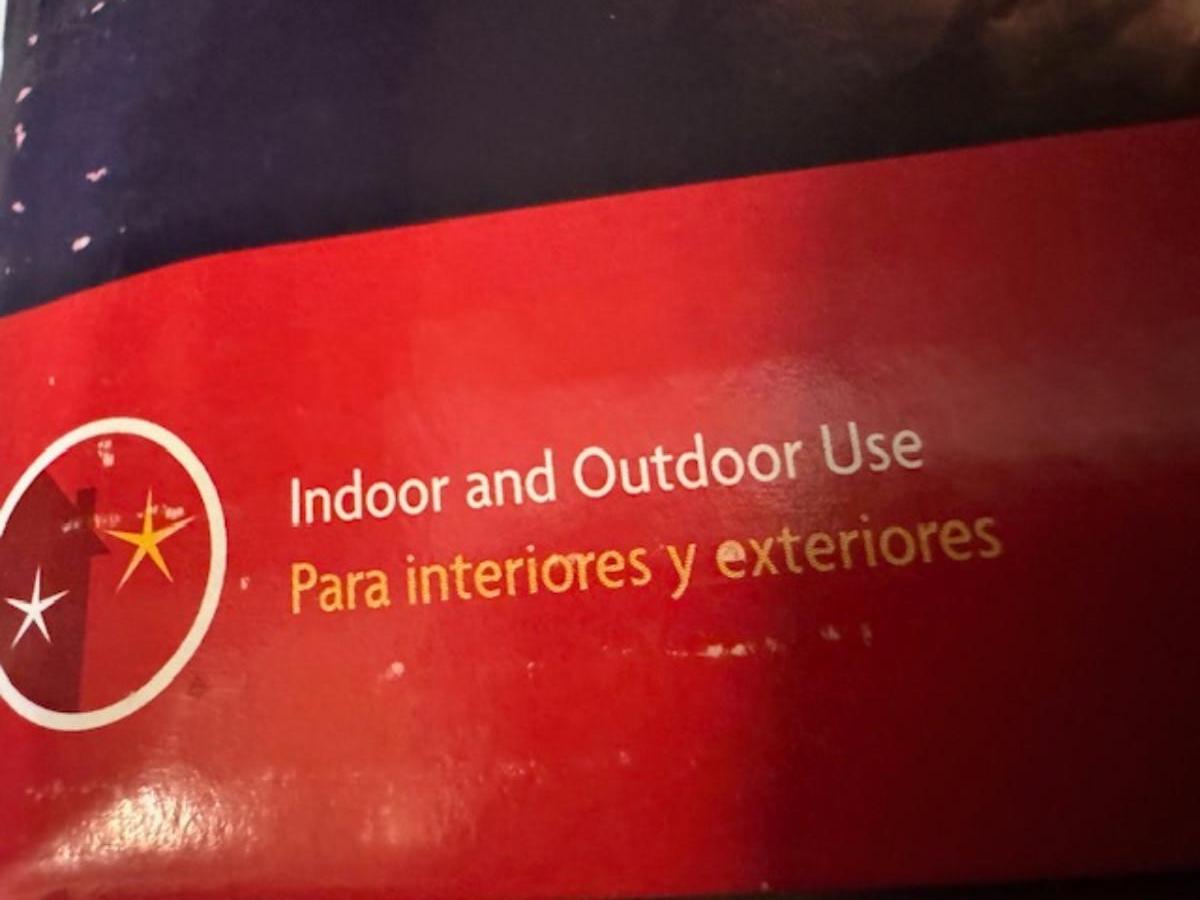 Indoor and Outdoor Use
Para interiores y exteriores